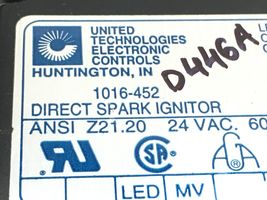 UNITED
TECHNOLOGIES
ELECTRONIC
CONTROLS
HUNTINGTON, IN
D446A
1016-452
DIRECT SPARK IGNITOR
ANSI Z21.20 24 VAC. 60
LED MV